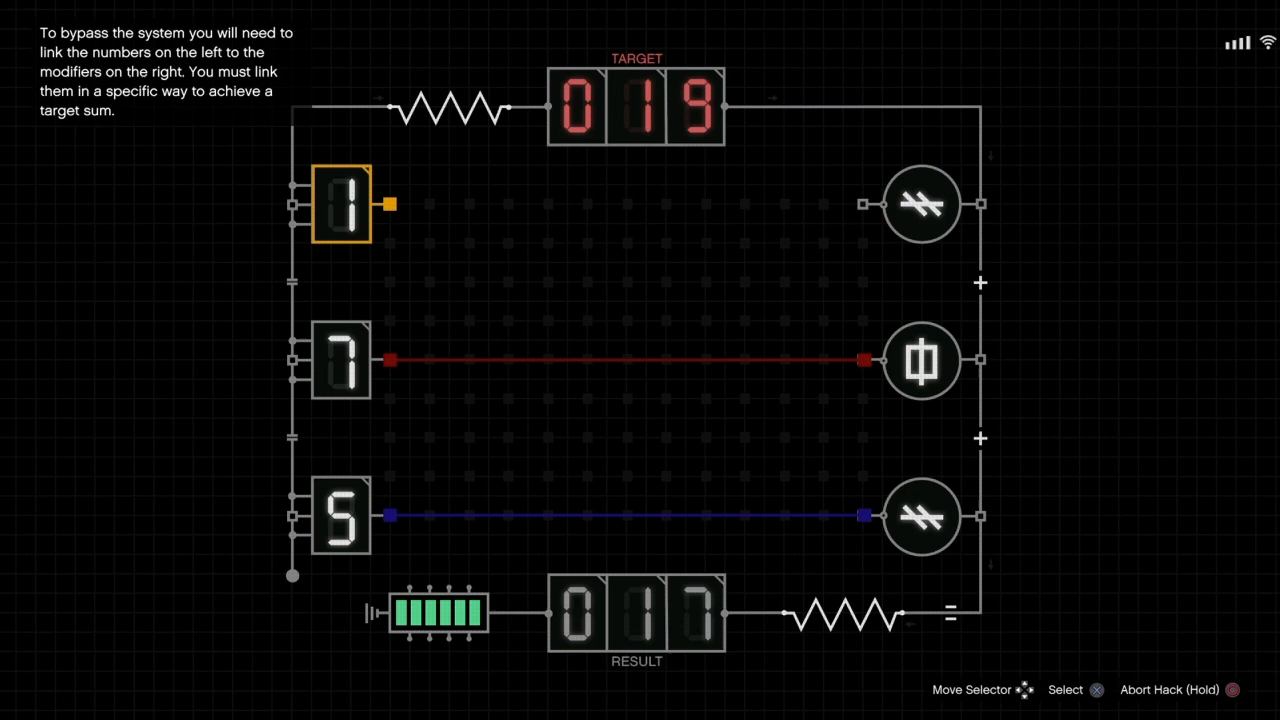 To bypass the system you will need to
link the numbers on the left to the
modifiers on the right. You must link
them in a specific way to achieve a
target sum.
TARGET
019
1
7
+
5
+
017
=
RESULT
Move Selector Select Abort Hack (Hold)